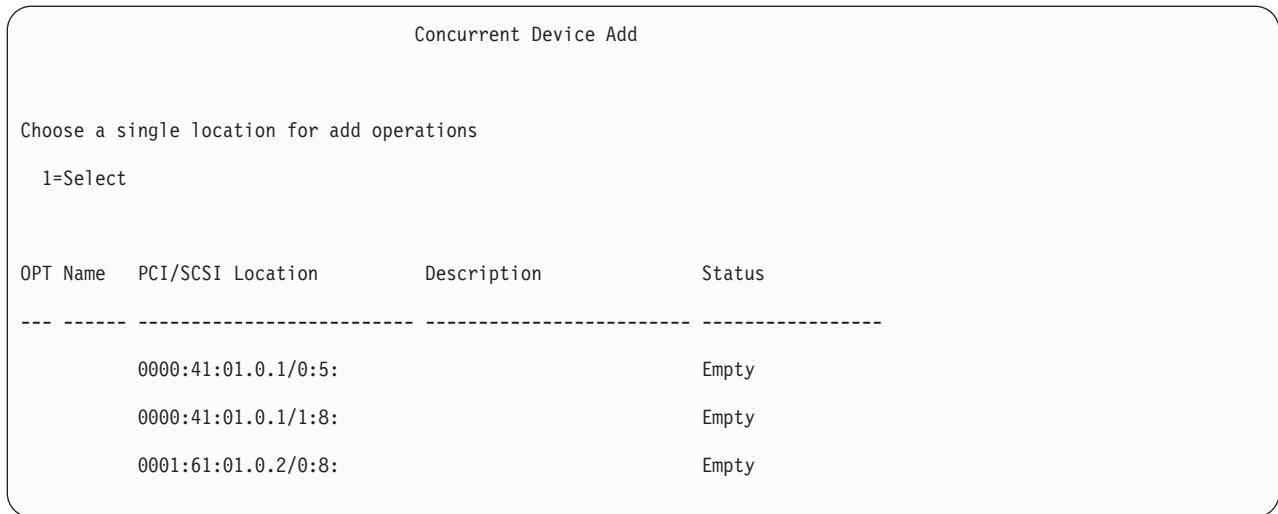 Concurrent Device Add
Choose a single location for add operations
1=Select
OPT Name PCI/SCSI Location Description Status
--- ------ -------------------------- ------------------------- -----------------
0000:41:01.0.1/0:5: Empty
0000:41:01.0.1/1:8: Empty
0001:61:01.0.2/0:8: Empty